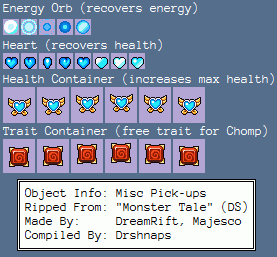 Energy Orb (recovers energy)
Heart (recovers health)
Health Container (increases max health)
Trait Container (free trait for Chomp)
Object Info: Misc Pick-ups
Ripped From: "Monster Tale" (DS)
Made By: DreamRift, Majesco
Compiled By: Drshnaps